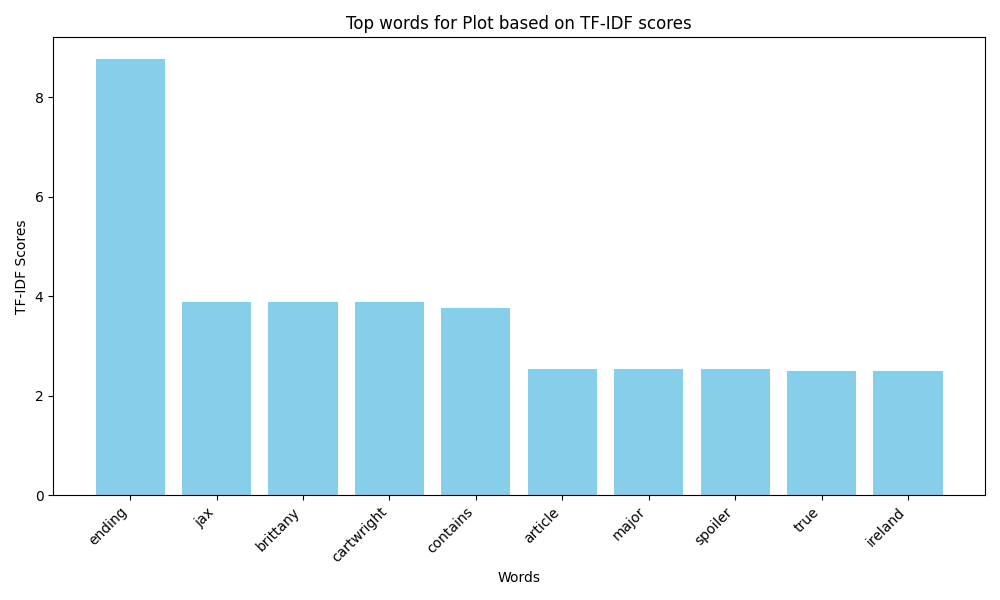 Top words for Plot based on TF-IDF scores
TF-IDF Scores
8
6
4
2
0
ending
jax
brittany
cartwright
contains
article
major
spoiler
true
ireland
Words